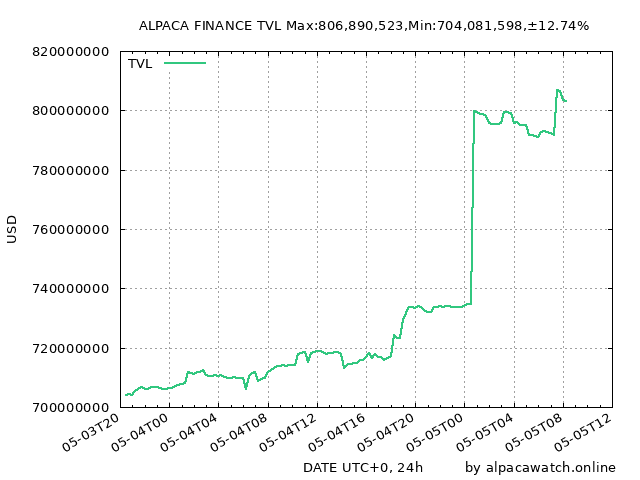 ALPACA FINANCE TVL Max:806,890,523,Min:704,081,598,±12.74%
820000000
TVL
800000000
780000000
760000000
USD
740000000
720000000
700000000
05-03T20
05-04T00
05-04T04
05-04T08
05-04T12
05-04T16
05-04T20
05-05T00
05-05T04
05-05T08
05-05T12
DATE UTC+0, 24h
by alpacawatch.online